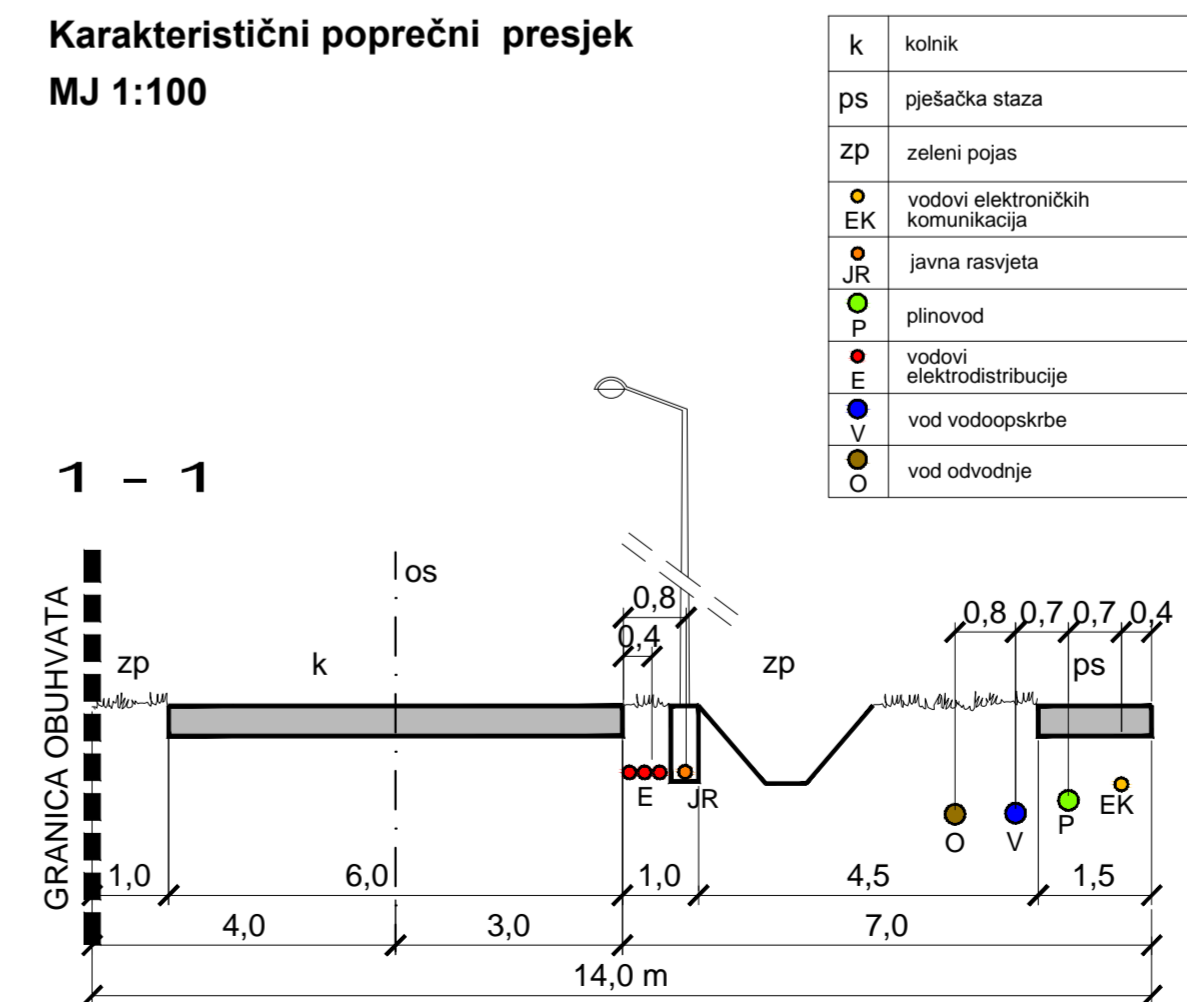 Karakteristični poprečni presjek
MJ 1:100
k kolnik
ps pješačka staza
zp zeleni pojas
EK vodovi elektroničkih
komunikacija
JR javna rasvjeta
P plinovod
E vodovi
elektrodistribucije
V vod vodoopskrbe
O vod odvodnje
1 - 1
GRANICA OBUHVATA
os
0,8
0,8 0,7 0,7 0,4
0,4
zp k zp ps
E JR
O V P EK
1,0 6,0 1,0 4,5 1,5
4,0 3,0 7,0
14,0 m